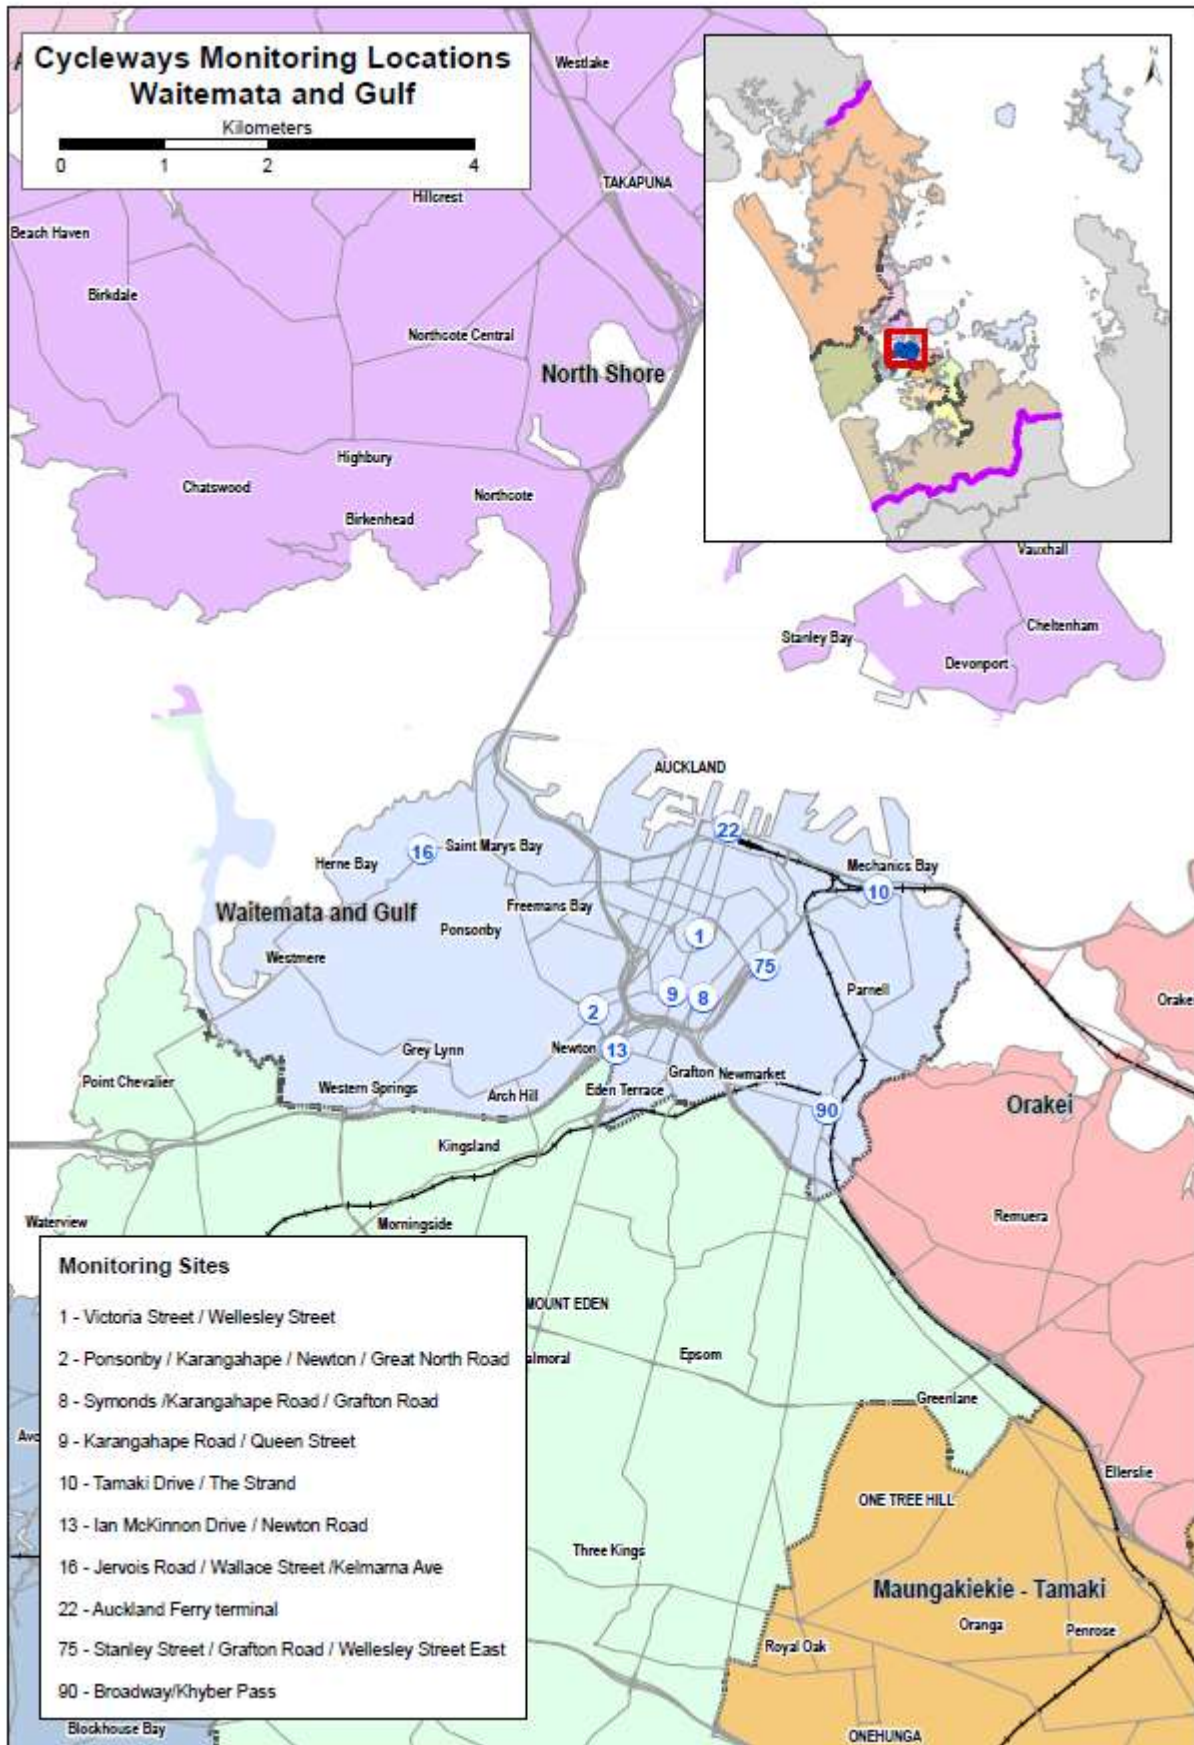 Cycleways Monitoring Locations
Waitemata and Gulf
Kilometers
0 1 2 4
N
Westlake
TAKAPUNA
Hillcrest
Beach Haven
Birkdale
Northcote Central
North Shore
Highbury
Chatswood
Northcote
Birkenhead
Vauxhall
Cheltenham
Stanley Bay
Devonport
AUCKLAND
22
Saint Marys Bay
16
Herne Bay
Mechanics Bay
10
Freemans Bay
Waitemata and Gulf
Ponsonby
1
Westmere
75
Parnell
9
8
2
Orake
Newton
13
Grey Lynn
Point Chevalier
Western Springs
Arch Hill
Eden Terrace
Grafton
Newmarket
90
Orakei
Kingsland
Waterview
Morningside
Remuera
MOUNT EDEN
almoral
Epsom
Greenlane
Avo
Ellerslie
ONE TREE HILL
Three Kings
Maungakiekie - Tamaki
Oranga
Penrose
Royal Oak
Blockhouse Bay
ONEHUNGA
Monitoring Sites
1 - Victoria Street / Wellesley Street
2 - Ponsonby / Karangahape / Newton / Great North Road
8 - Symonds /Karangahape Road / Grafton Road
9 - Karangahape Road / Queen Street
10 - Tamaki Drive / The Strand
13 - Ian McKinnon Drive / Newton Road
16 - Jervois Road / Wallace Street /Kelmarna Ave
22 - Auckland Ferry terminal
75 - Stanley Street / Grafton Road / Wellesley Street East
90 - Broadway/Khyber Pass